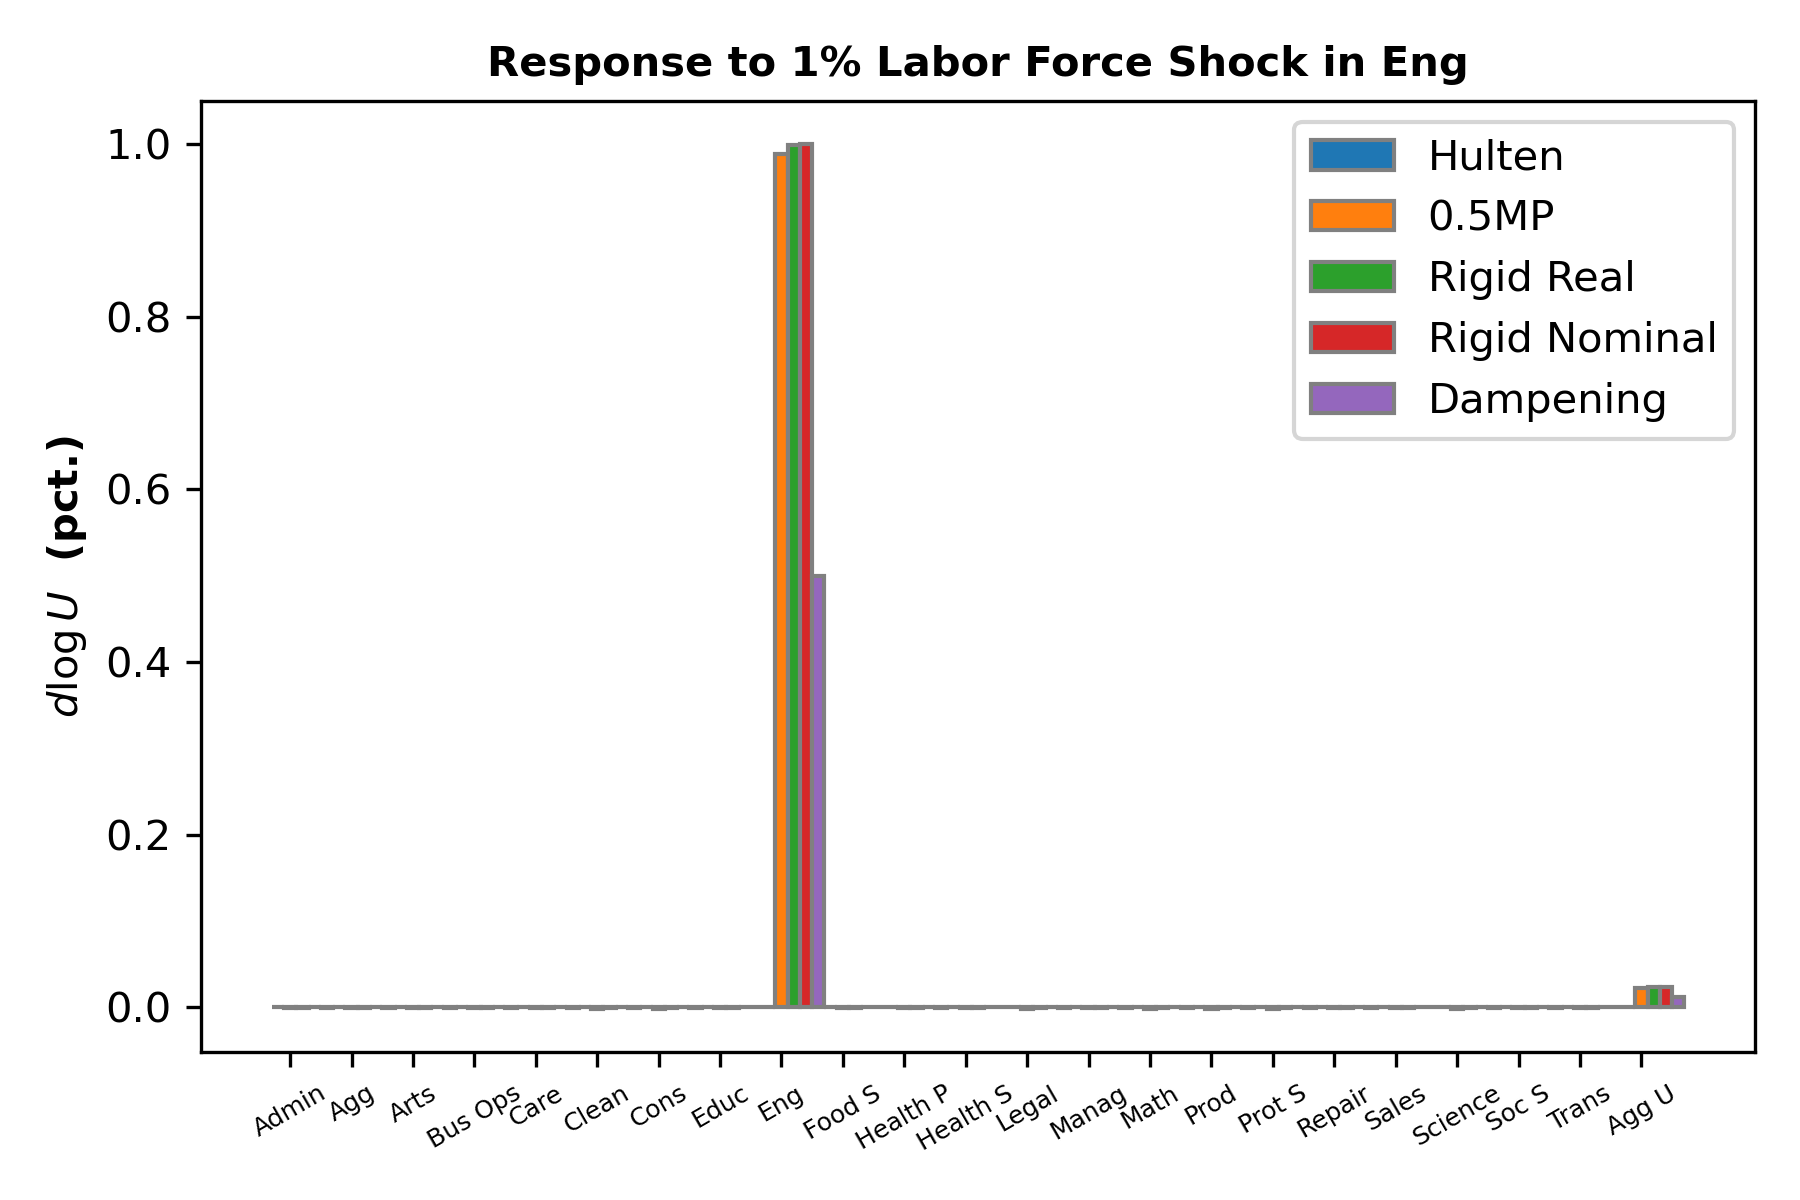 Response to 1% Labor Force Shock in Eng
dlog U (pct.)
1.0
0.8
0.6
0.4
0.2
0.0
Hulten
0.5MP
Rigid Real
Rigid Nominal
Dampening
Admin
Agg
Arts
Bus Ops
Care
Clean
Cons
Educ
Eng
Food S
Health P
Health S
Legal
Manag
Math
Prod
Prot S
Repair
Sales
Science
Soc S
Trans
Agg U